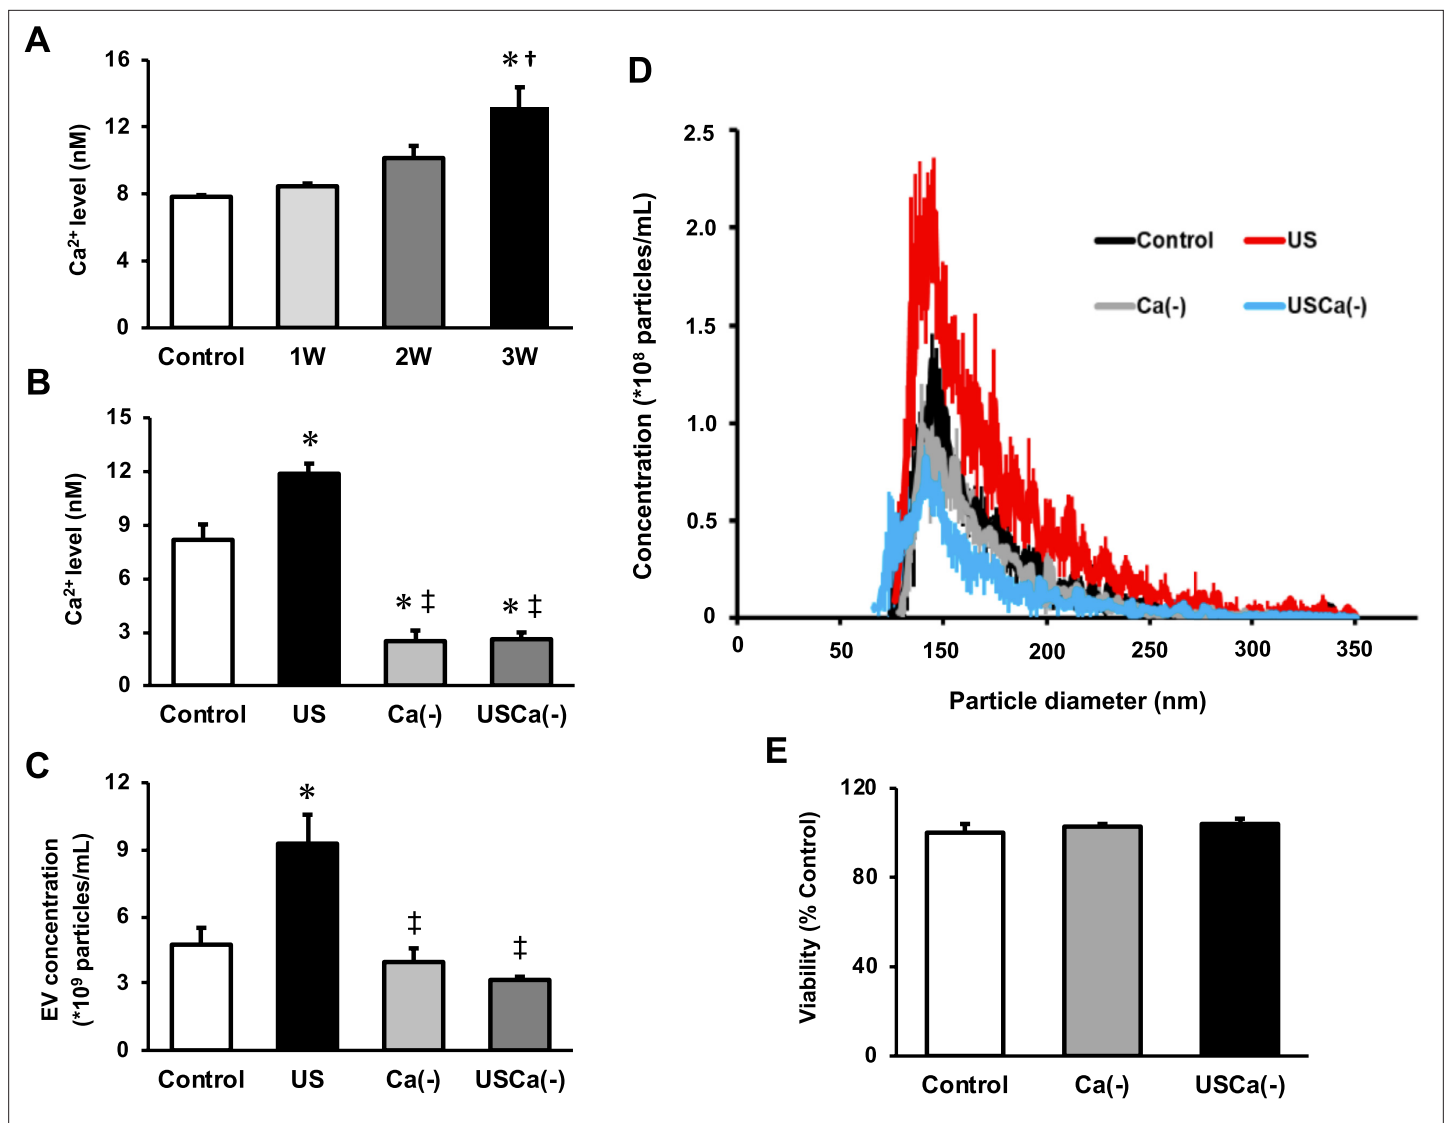 A
16
12
8
4
0
Ca²⁺ level (nM)
* †
Control 1W 2W 3W
B
15
12
9
6
3
0
Ca²⁺ level (nM)
*
* ‡
* ‡
Control US Ca(-) USCa(-)
C
12
9
6
3
0
EV concentration
(*10⁹ particles/mL)
*
‡
‡
Control US Ca(-) USCa(-)
D
2.5
2.0
1.5
1.0
0.5
0
Concentration (*10⁸ particles/mL)
Control US
Ca(-) USCa(-)
0 50 150 200 250 300 350
Particle diameter (nm)
E
120
80
40
0
Viability (% Control)
Control Ca(-) USCa(-)